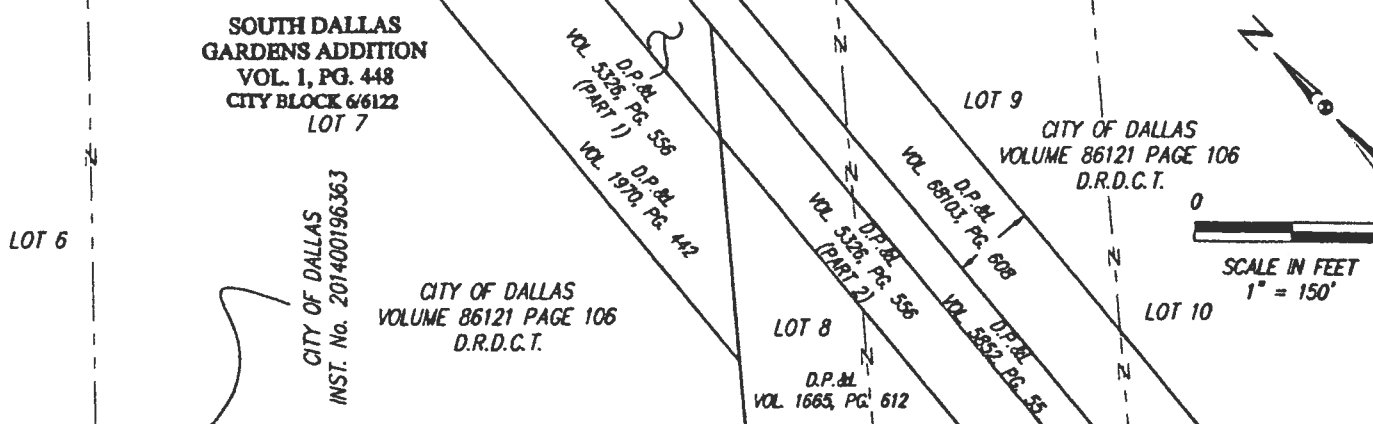 SOUTH DALLAS
GARDENS ADDITION
VOL. 1, PG. 448
CITY BLOCK 6/6122
LOT 7
LOT 6
CITY OF DALLAS
INST. No. 20140196363
CITY OF DALLAS
VOLUME 86121 PAGE 106
D.R.D.C.T.
D.P.&L
VOL. 5326, PG. 556
(PART 1)
D.P.&L
VOL. 1970, PG. 442
LOT 8
D.P.&L
VOL. 1665, PG. 612
D.P.&L
VOL. 5326, PG. 556
(PART 2)
D.P.&L
VOL. 5852, PG. 55
D.P.&L
VOL. 68103, PG. 608
LOT 9
CITY OF DALLAS
VOLUME 86121 PAGE 106
D.R.D.C.T.
LOT 10
N
0
SCALE IN FEET
1" = 150'